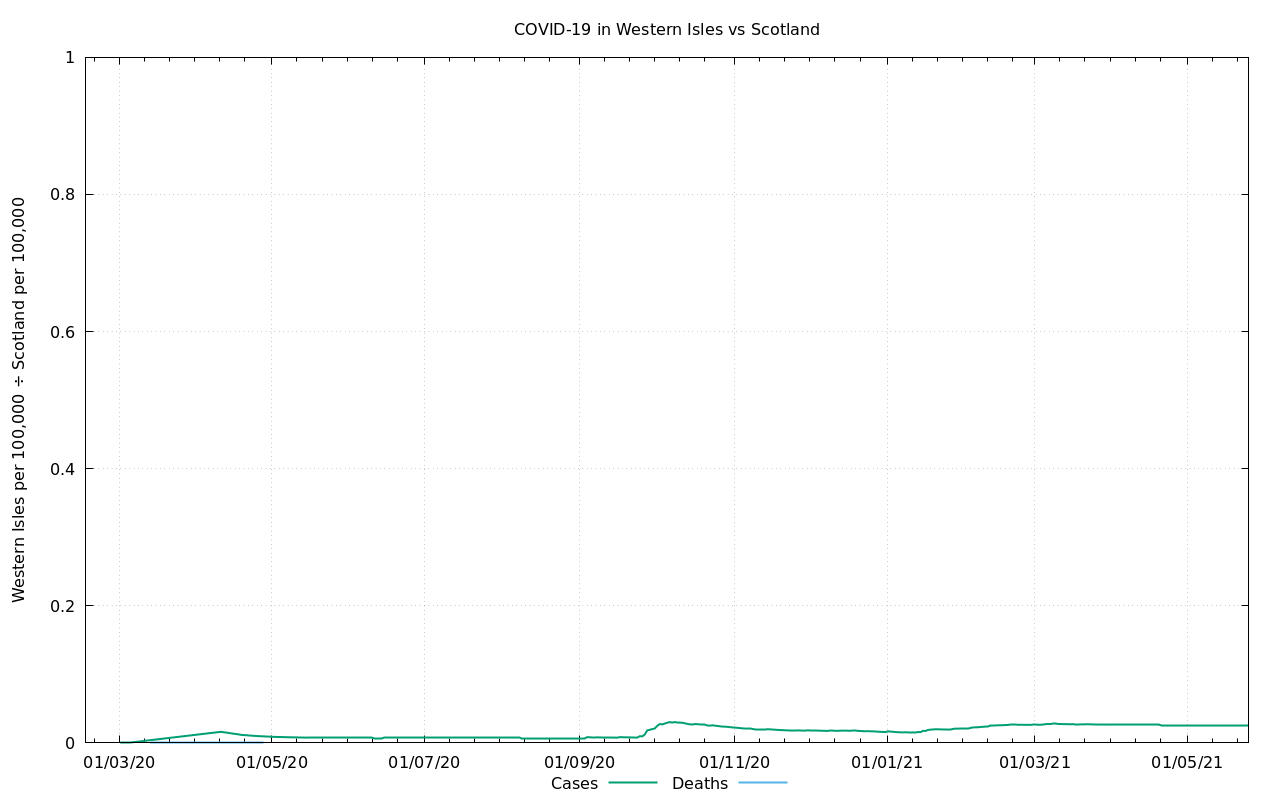 COVID-19 in Western Isles vs Scotland
Western Isles per 100,000 ÷ Scotland per 100,000
1
0.8
0.6
0.4
0.2
0
01/03/20 01/05/20 01/07/20 01/09/20 01/11/20 01/01/21 01/03/21 01/05/21
Cases Deaths